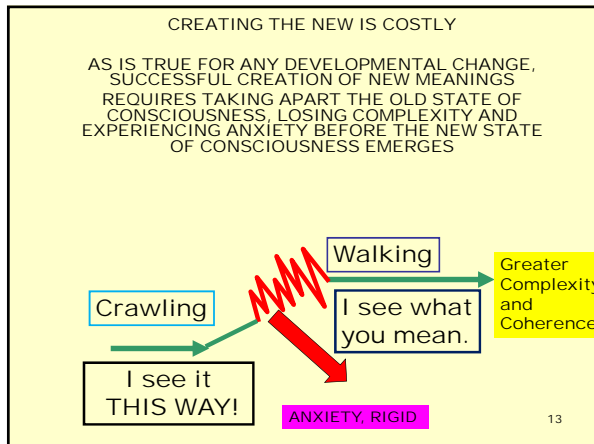 CREATING THE NEW IS COSTLY
AS IS TRUE FOR ANY DEVELOPMENTAL CHANGE,
SUCCESSFUL CREATION OF NEW MEANINGS
REQUIRES TAKING APART THE OLD STATE OF
CONSCIOUSNESS, LOSING COMPLEXITY AND
EXPERIENCING ANXIETY BEFORE THE NEW STATE
OF CONSCIOUSNESS EMERGES
Walking
Greater
Complexity
and
Coherence
Crawling
I see what
you mean.
I see it
THIS WAY!
ANXIETY, RIGID
13